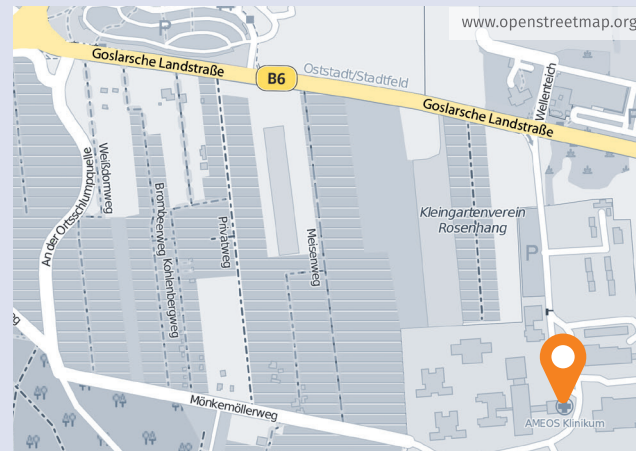 www.openstreetmap.org
Goslarsche Landstraße
B6
Oststadt/Stadtfeld
Goslarsche Landstraße
Wellenteich
An der Ortsschlumpquelle
Weißdornweg
Brombeerweg
Kohlenbergweg
Privatweg
Meisenweg
Kleingartenverein
Rosenhang
P
P
Mönkemöllerweg
AMEOS Klinikum